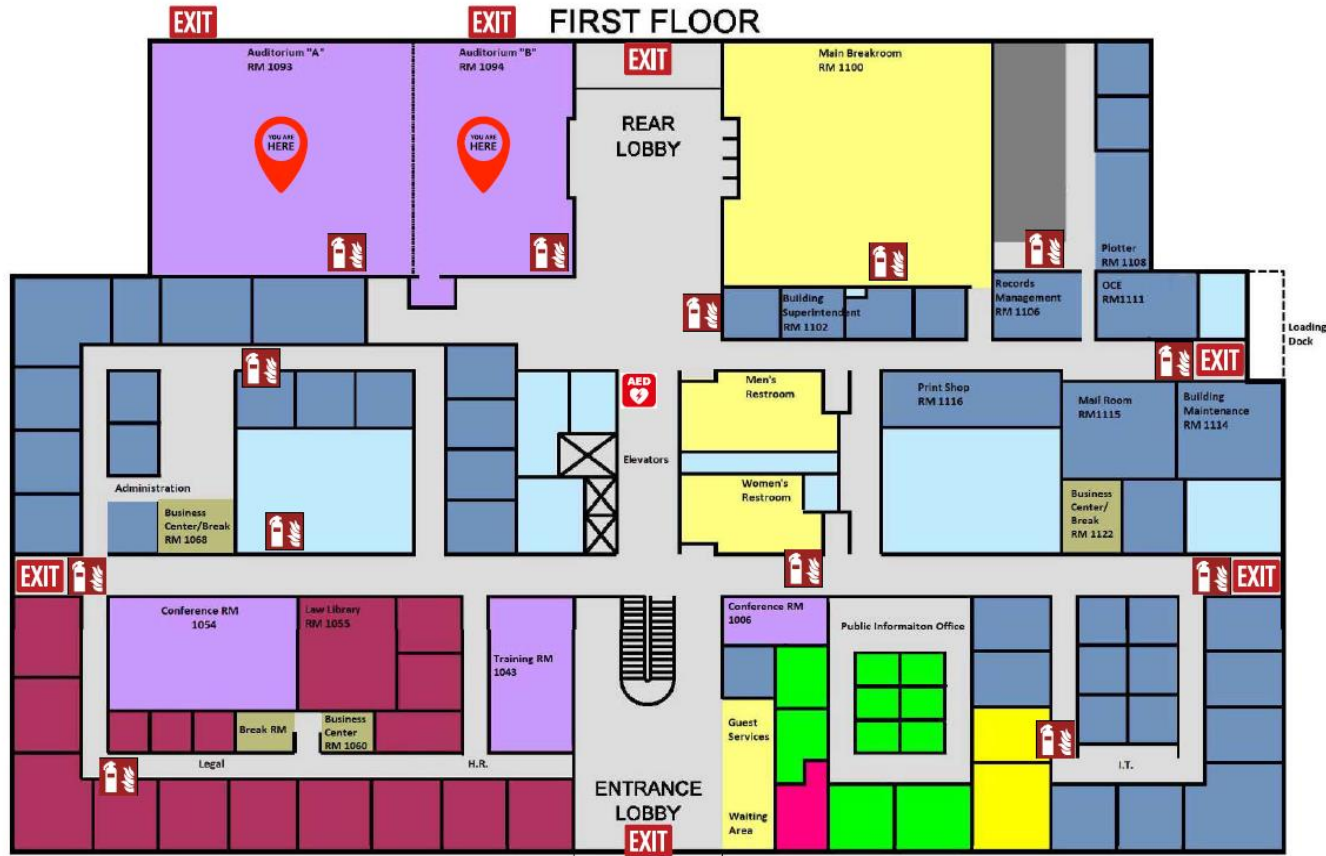 FIRST FLOOR
EXIT
EXIT
EXIT
Auditorium "A"
RM 1093
Auditorium "B"
RM 1094
Main Breakroom
RM 1100
YOU ARE
HERE
YOU ARE
HERE
REAR
LOBBY
Plotter
RM 1108
Records
Management
RM 1106
OCE
RM1111
Building
Superintendent
RM 1102
Loading
Dock
EXIT
AED
Men's
Restroom
Print Shop
RM 1116
Mail Room
RM1115
Building
Maintenance
RM 1114
Elevators
Administration
Women's
Restroom
Business
Center/Break
RM 1068
Business
Center/
Break
RM 1122
EXIT
EXIT
Conference RM
1054
Law Library
RM 1055
Training RM
1043
Conference RM
1006
Public Informaiton Office
Break RM
Business
Center
RM 1060
Guest
Services
Legal
H.R.
I.T.
ENTRANCE
LOBBY
Waiting
Area
EXIT